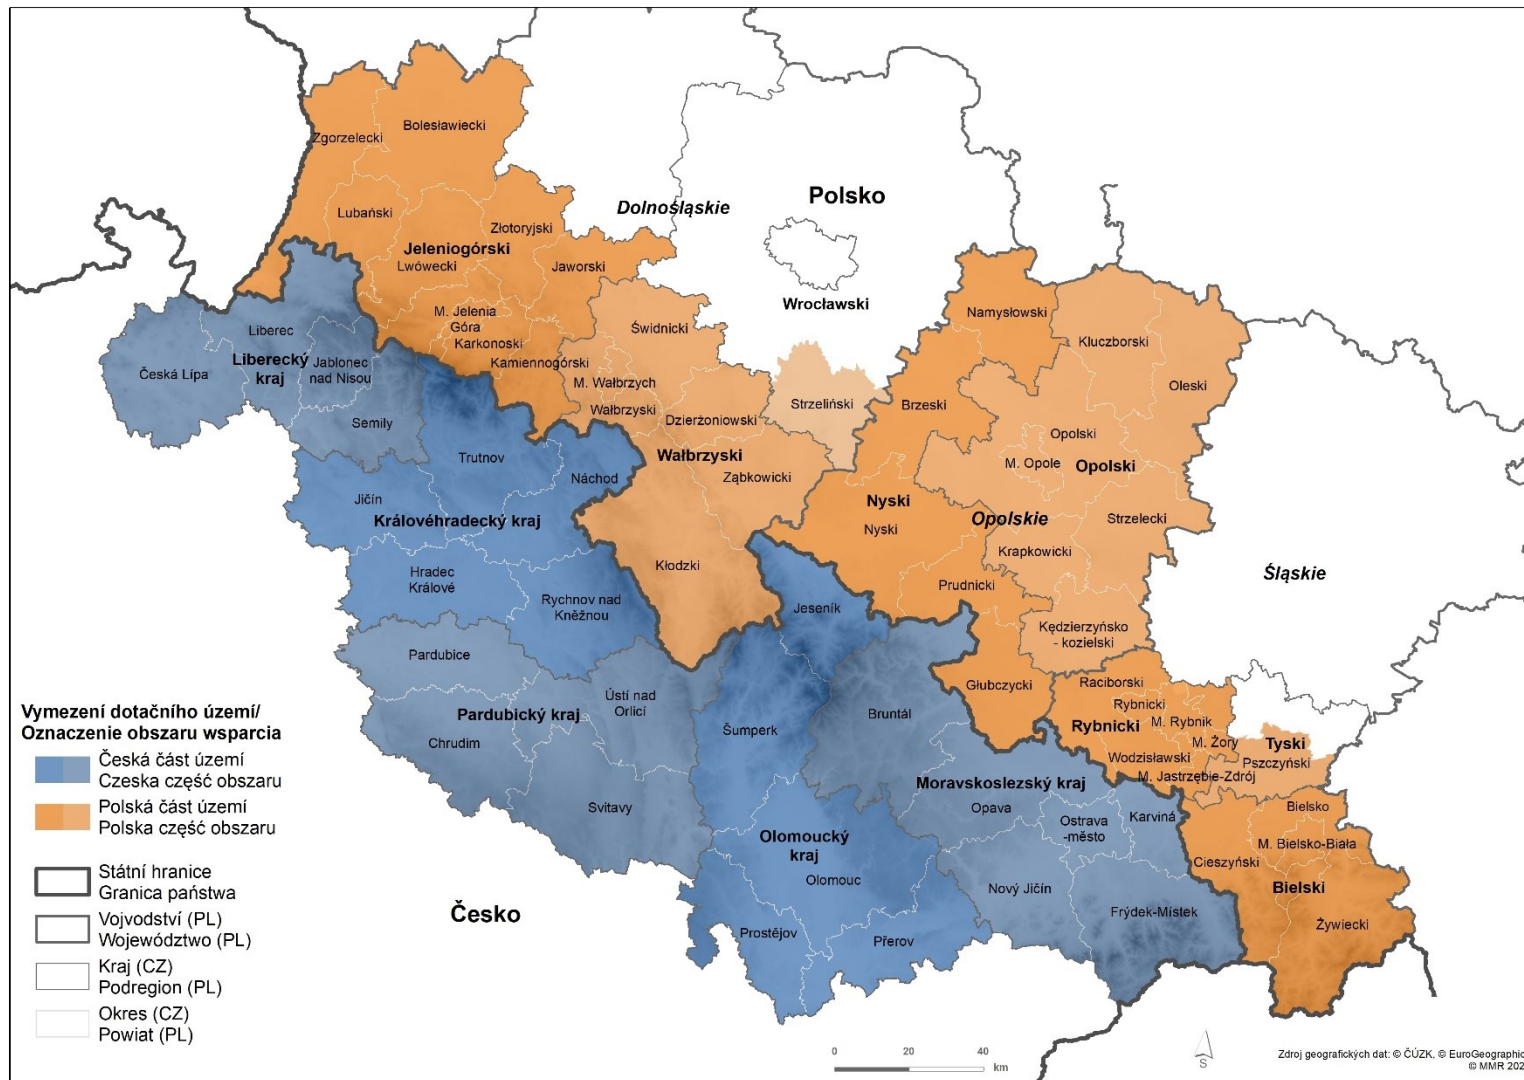 Zgorzelecki
Bolesławiecki
Polsko
Dolnośląskie
Lubański
Złotoryjski
Jeleniogórski
Lwówecki
Jaworski
Wrocławski
M. Jelenia
Góra
Karkonoski
Kamiennogórski
Świdnicki
Namysłowski
Kluczborski
Oleski
Liberec
Liberecký
kraj
Jablonec
nad Nisou
Česká Lípa
Semily
M. Wałbrzych
Wałbrzyski
Dzierżoniowski
Strzeliński
Brzeski
Opolski
M. Opole
Opolski
Trutnov
Náchod
Wałbrzyski
Ząbkowicki
Jičín
Královéhradecký kraj
Nyski
Nyski
Opolskie
Strzelecki
Krapkowicki
Hradec
Králové
Rychnov nad
Kněžnou
Kłodzki
Jeseník
Prudnicki
Śląskie
Kędzierzyńsko
- kozielski
Pardubice
Ústí nad
Orlicí
Pardubický kraj
Chrudim
Šumperk
Bruntál
Głubczycki
Raciborski
Rybnicki
M. Rybnik
Rybnicki
M. Żory
Tyski
Pszczyński
Wodzisławski
M. Jastrzębie-Zdrój
Svitavy
Moravskoslezský kraj
Opava
Ostrava
-město
Karviná
Bielsko
M. Bielsko-Biała
Cieszyński
Bielski
Żywiecki
Olomoucký
kraj
Olomouc
Nový Jičín
Frýdek-Místek
Česko
Prostějov
Přerov
Vymezení dotačního území/
Oznaczenie obszaru wsparcia
Česká část území
Czeska część obszaru
Polská část území
Polska część obszaru
Státní hranice
Granica państwa
Vojvodství (PL)
Województwo (PL)
Kraj (CZ)
Podregion (PL)
Okres (CZ)
Powiat (PL)
0 20 40
km
S
Zdroj geografických dat: © ČÚZK, © EuroGeographic
© MMR 202